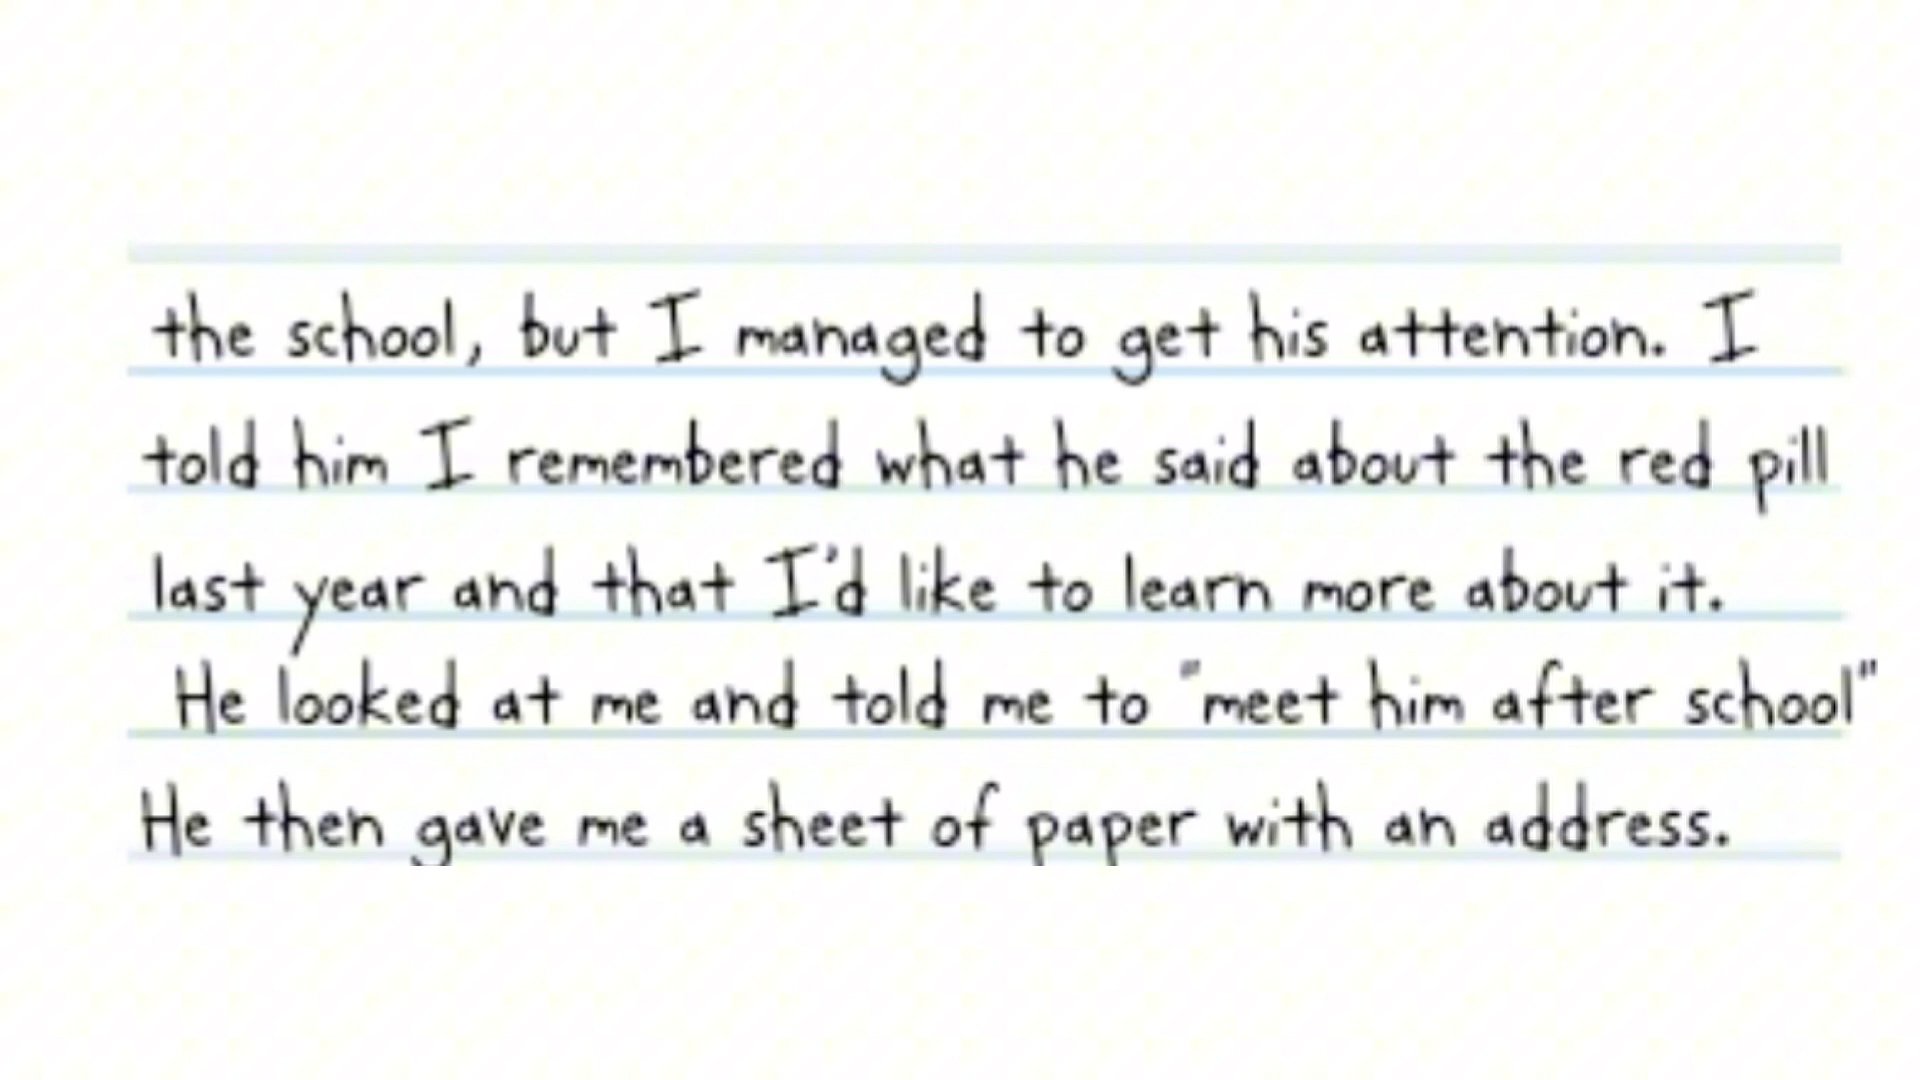 the school, but I managed to get his attention. I
told him I remembered what he said about the red pill
last year and that I'd like to learn more about it.
He looked at me and told me to "meet him after school"
He then gave me a sheet of paper with an address.